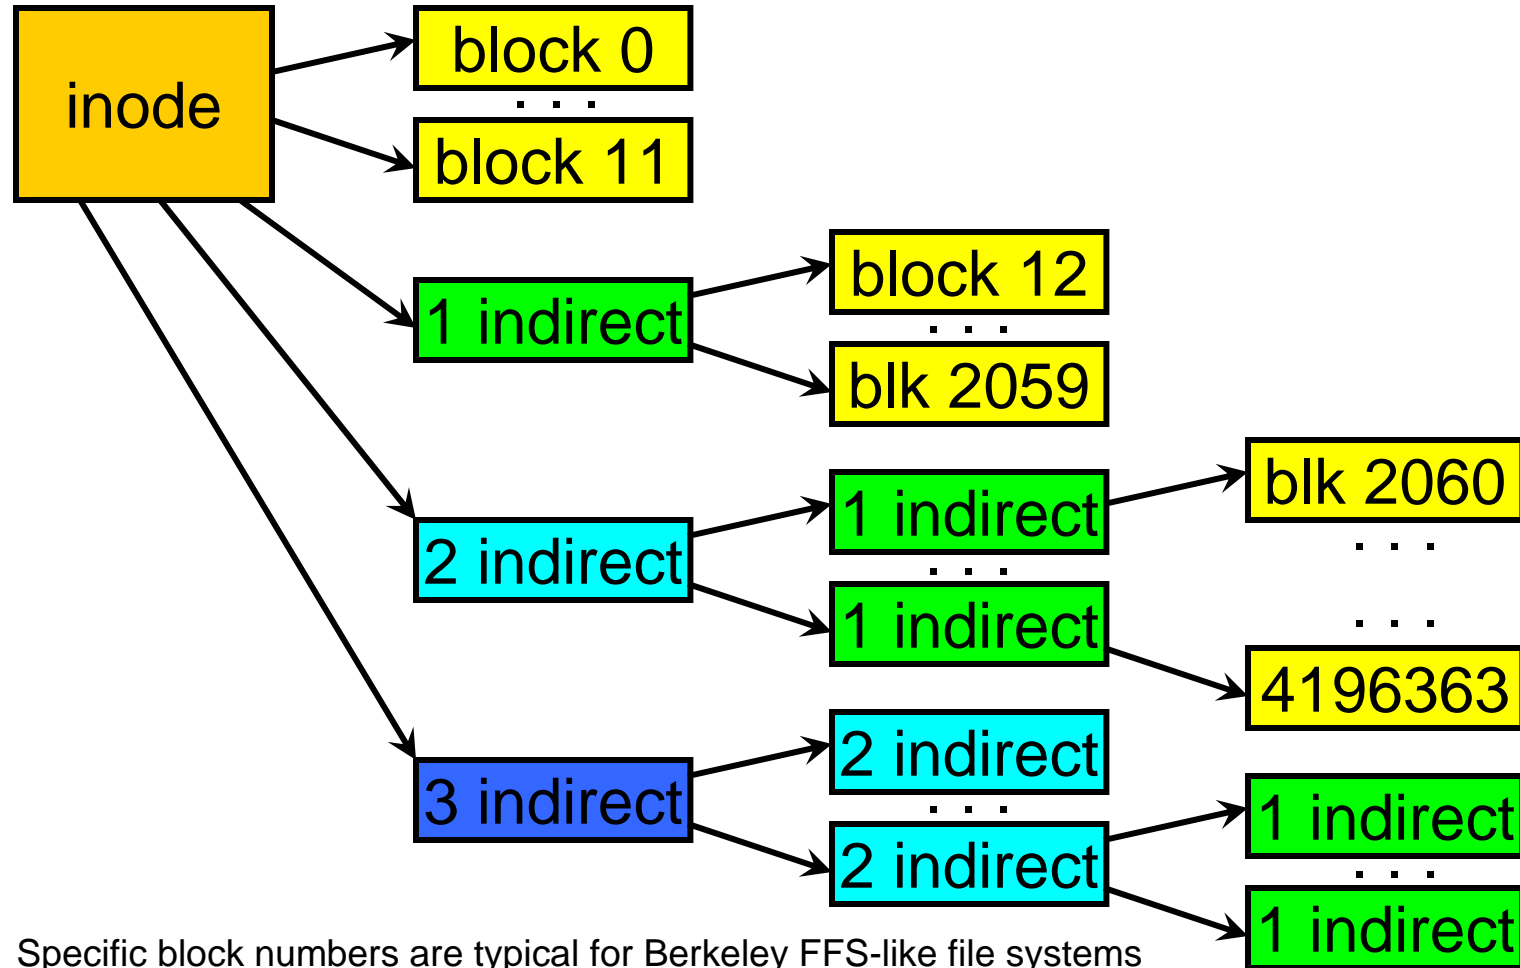 inode
block 0
. . .
block 11
1 indirect
block 12
. . .
blk 2059
2 indirect
1 indirect
. . .
1 indirect
blk 2060
. . .
. . .
4196363
3 indirect
2 indirect
. . .
2 indirect
1 indirect
. . .
1 indirect
Specific block numbers are typical for Berkeley FFS-like file systems